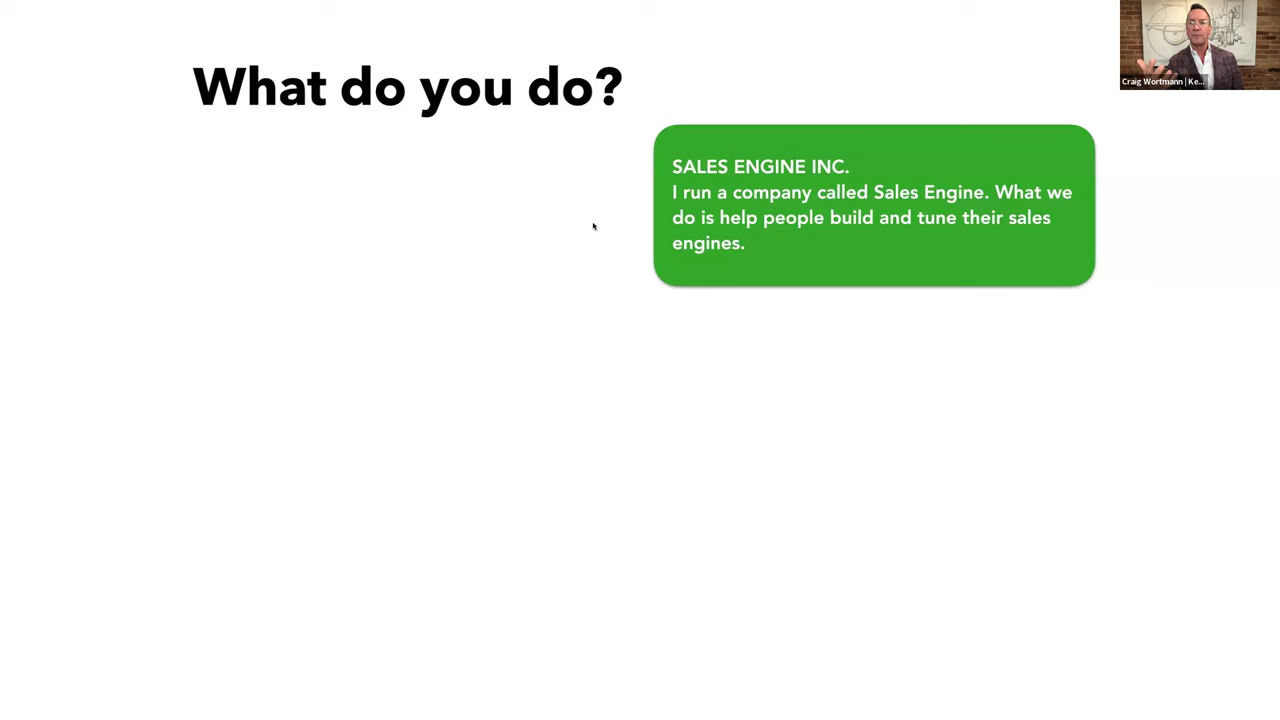 What do you do?
SALES ENGINE INC.
I run a company called Sales Engine. What we
do is help people build and tune their sales
engines.
Craig Wortmann | Ke...